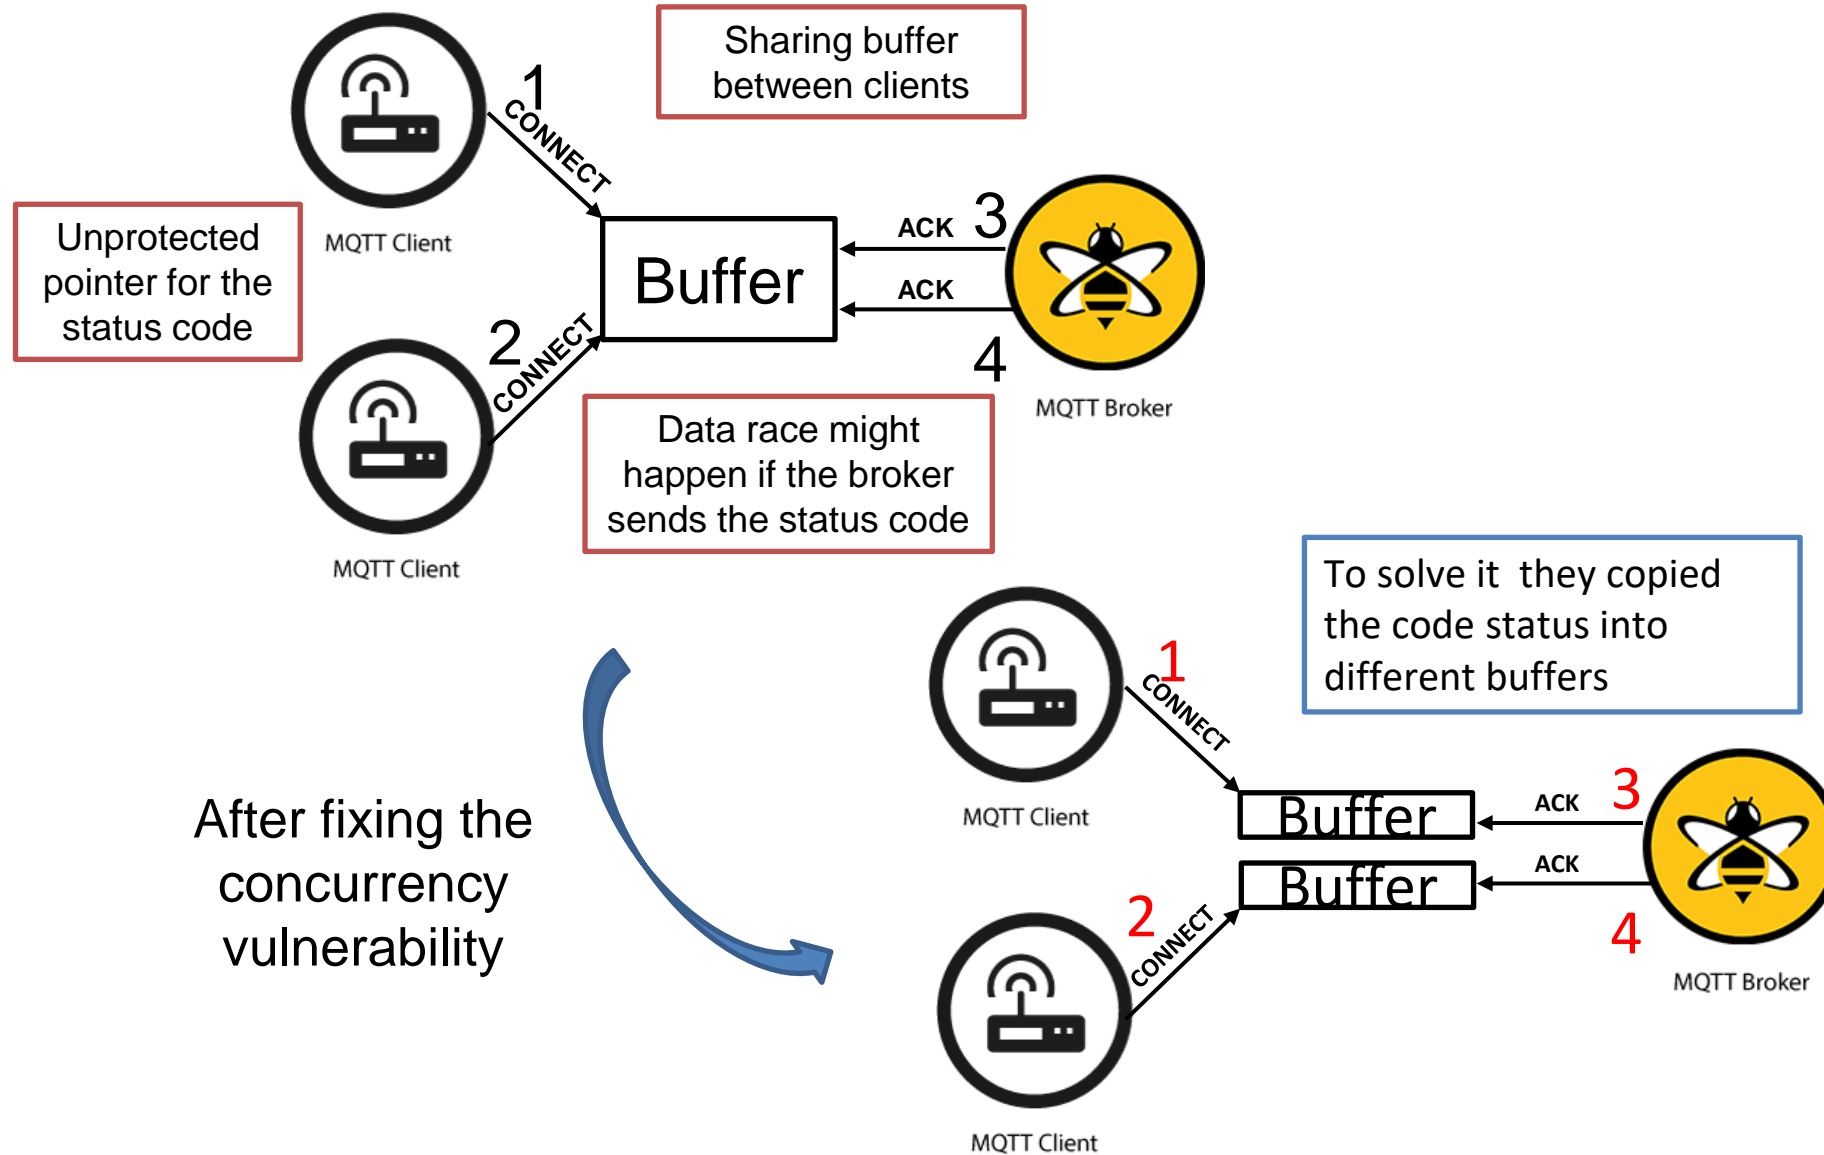 Sharing buffer
between clients
1
CONNECT
MQTT Client
Unprotected
pointer for the
status code
Buffer
ACK
3
ACK
4
MQTT Broker
2
CONNECT
MQTT Client
Data race might
happen if the broker
sends the status code
To solve it they copied
the code status into
different buffers
After fixing the
concurrency
vulnerability
1
CONNECT
MQTT Client
Buffer
ACK
3
Buffer
ACK
4
MQTT Broker
2
CONNECT
MQTT Client